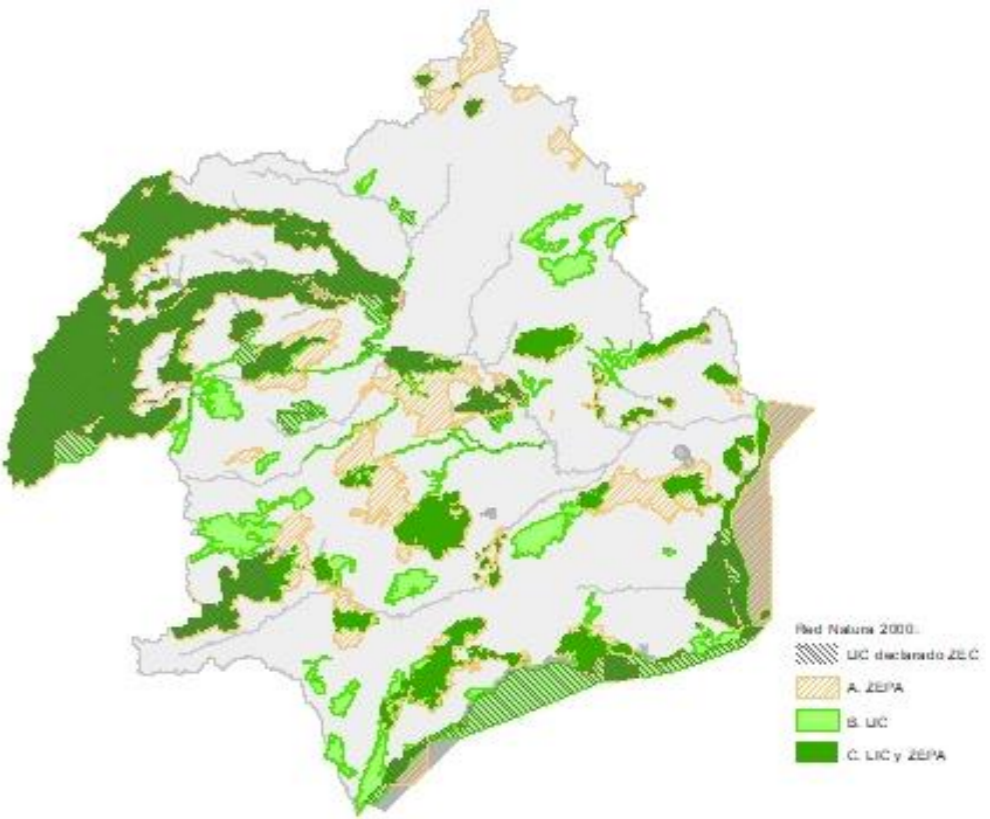 Red Natura 2000.
LIC declarado ZEC
A. ZEPA
B. LIC
C. LIC y ZEPA